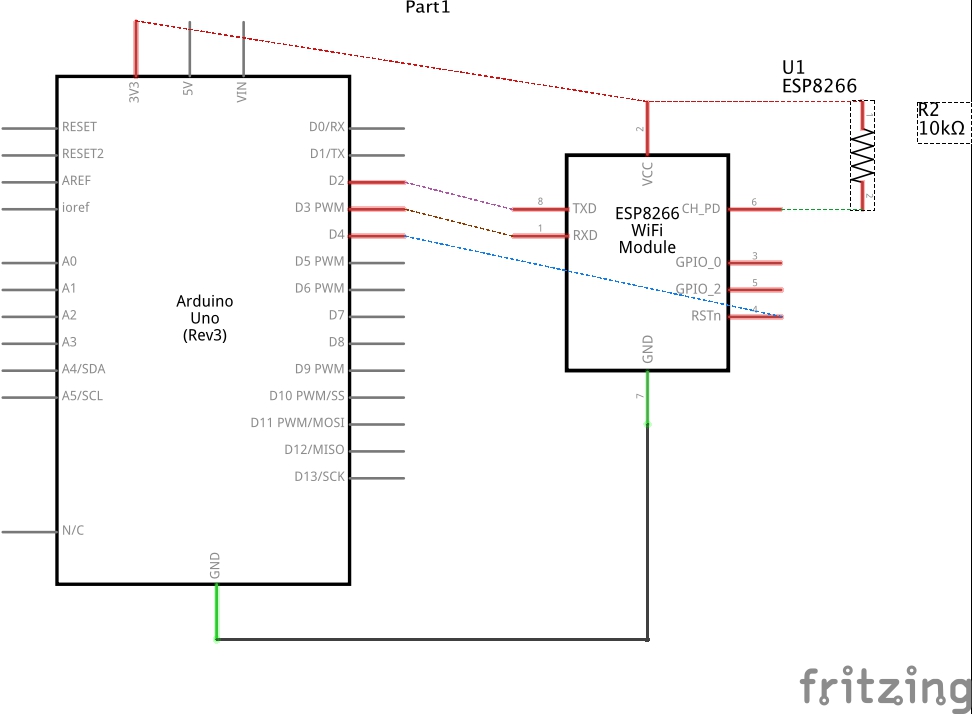 Part1
3V3
5V
VIN
RESET
RESET2
AREF
ioref
A0
A1
A2
A3
A4/SDA
A5/SCL
N/C
Arduino
Uno
(Rev3)
D0/RX
D1/TX
D2
D3 PWM
D4
D5 PWM
D6 PWM
D7
D8
D9 PWM
D10 PWM/SS
D11 PWM/MOSI
D12/MISO
D13/SCK
GND
U1
ESP8266
2
VCC
8
TXD
1
RXD
ESP8266
WiFi
Module
CH_PD
6
GPIO_0
3
GPIO_2
5
RSTn
4
GND
7
1
2
R2
10kΩ
fritzing